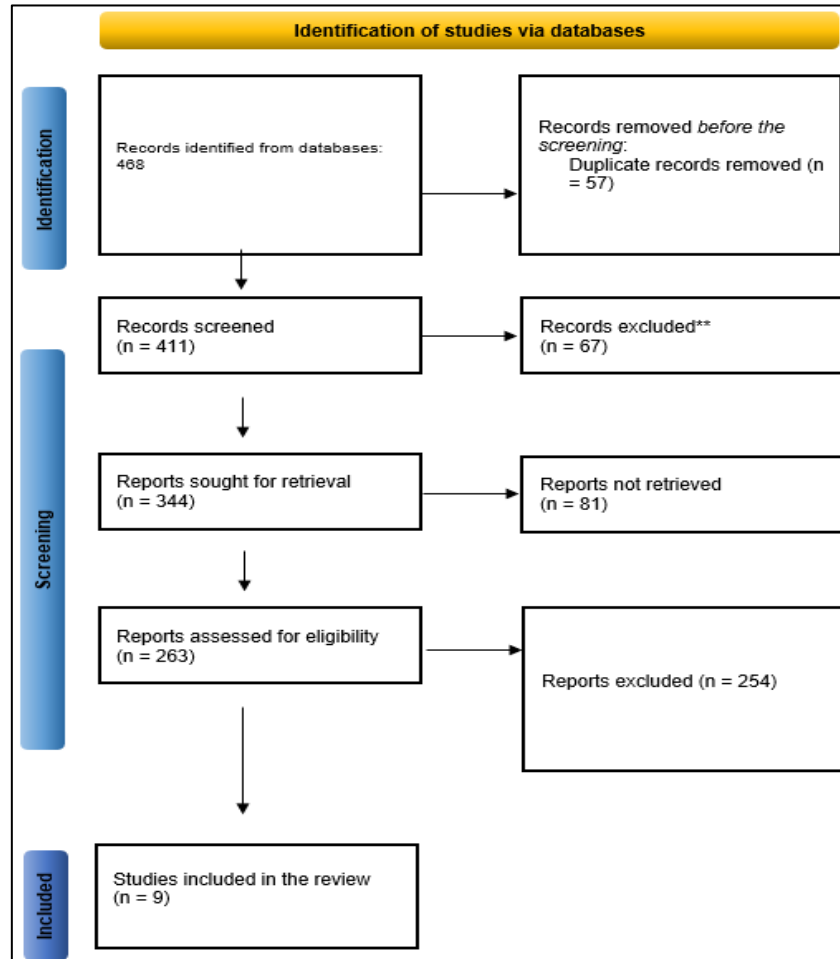 Identification of studies via databases
Identification
Records identified from databases:
468
Records removed before the
screening:
Duplicate records removed (n
= 57)
Screening
Records screened
(n = 411)
Records excluded**
(n = 67)
Reports sought for retrieval
(n = 344)
Reports not retrieved
(n = 81)
Reports assessed for eligibility
(n = 263)
Reports excluded (n = 254)
Included
Studies included in the review
(n = 9)